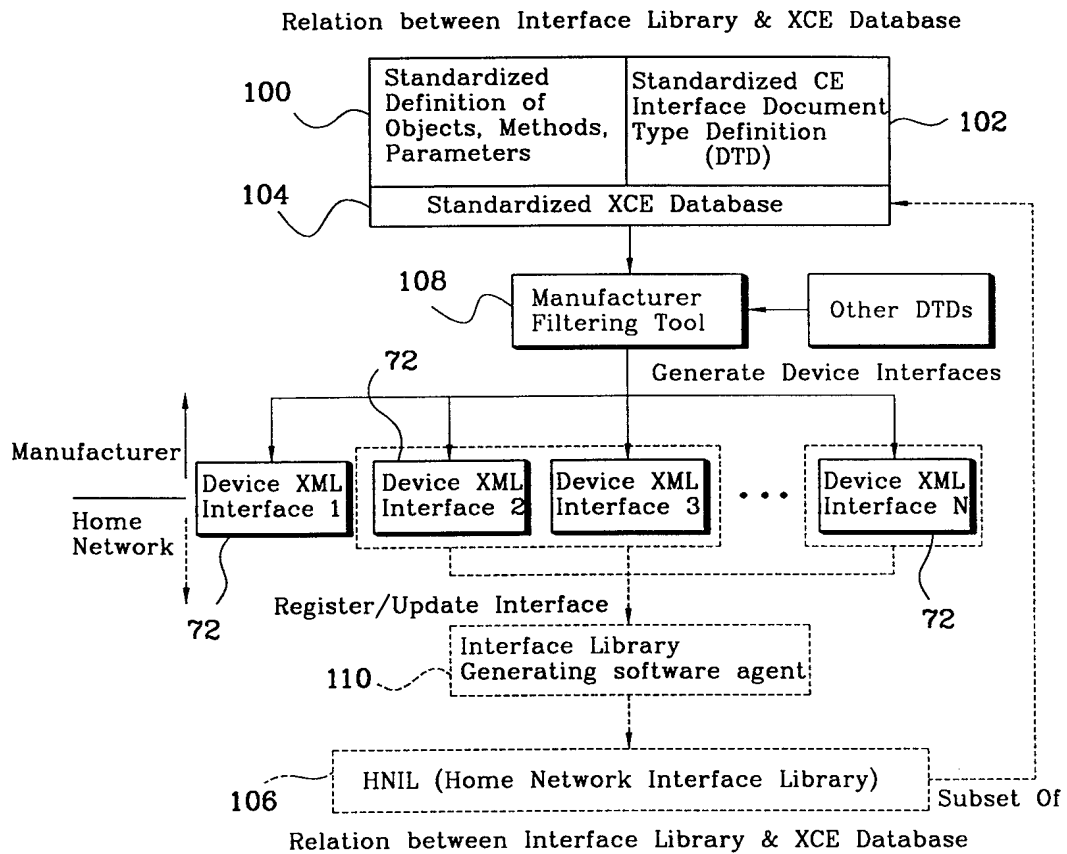 Relation between Interface Library & XCE Database
100
Standardized
Definition of
Objects, Methods,
Parameters
Standardized CE
Interface Document
Type Definition
(DTD)
102
104
Standardized XCE Database
108
Manufacturer
Filtering Tool
Other DTDs
72
Generate Device Interfaces
Manufacturer
Home
Network
Device XML
Interface 1
Device XML
Interface 2
Device XML
Interface 3
Device XML
Interface N
72
Register/Update Interface
72
Interface Library
Generating software agent
110
HNIL (Home Network Interface Library)
106
Subset Of
Relation between Interface Library & XCE Database